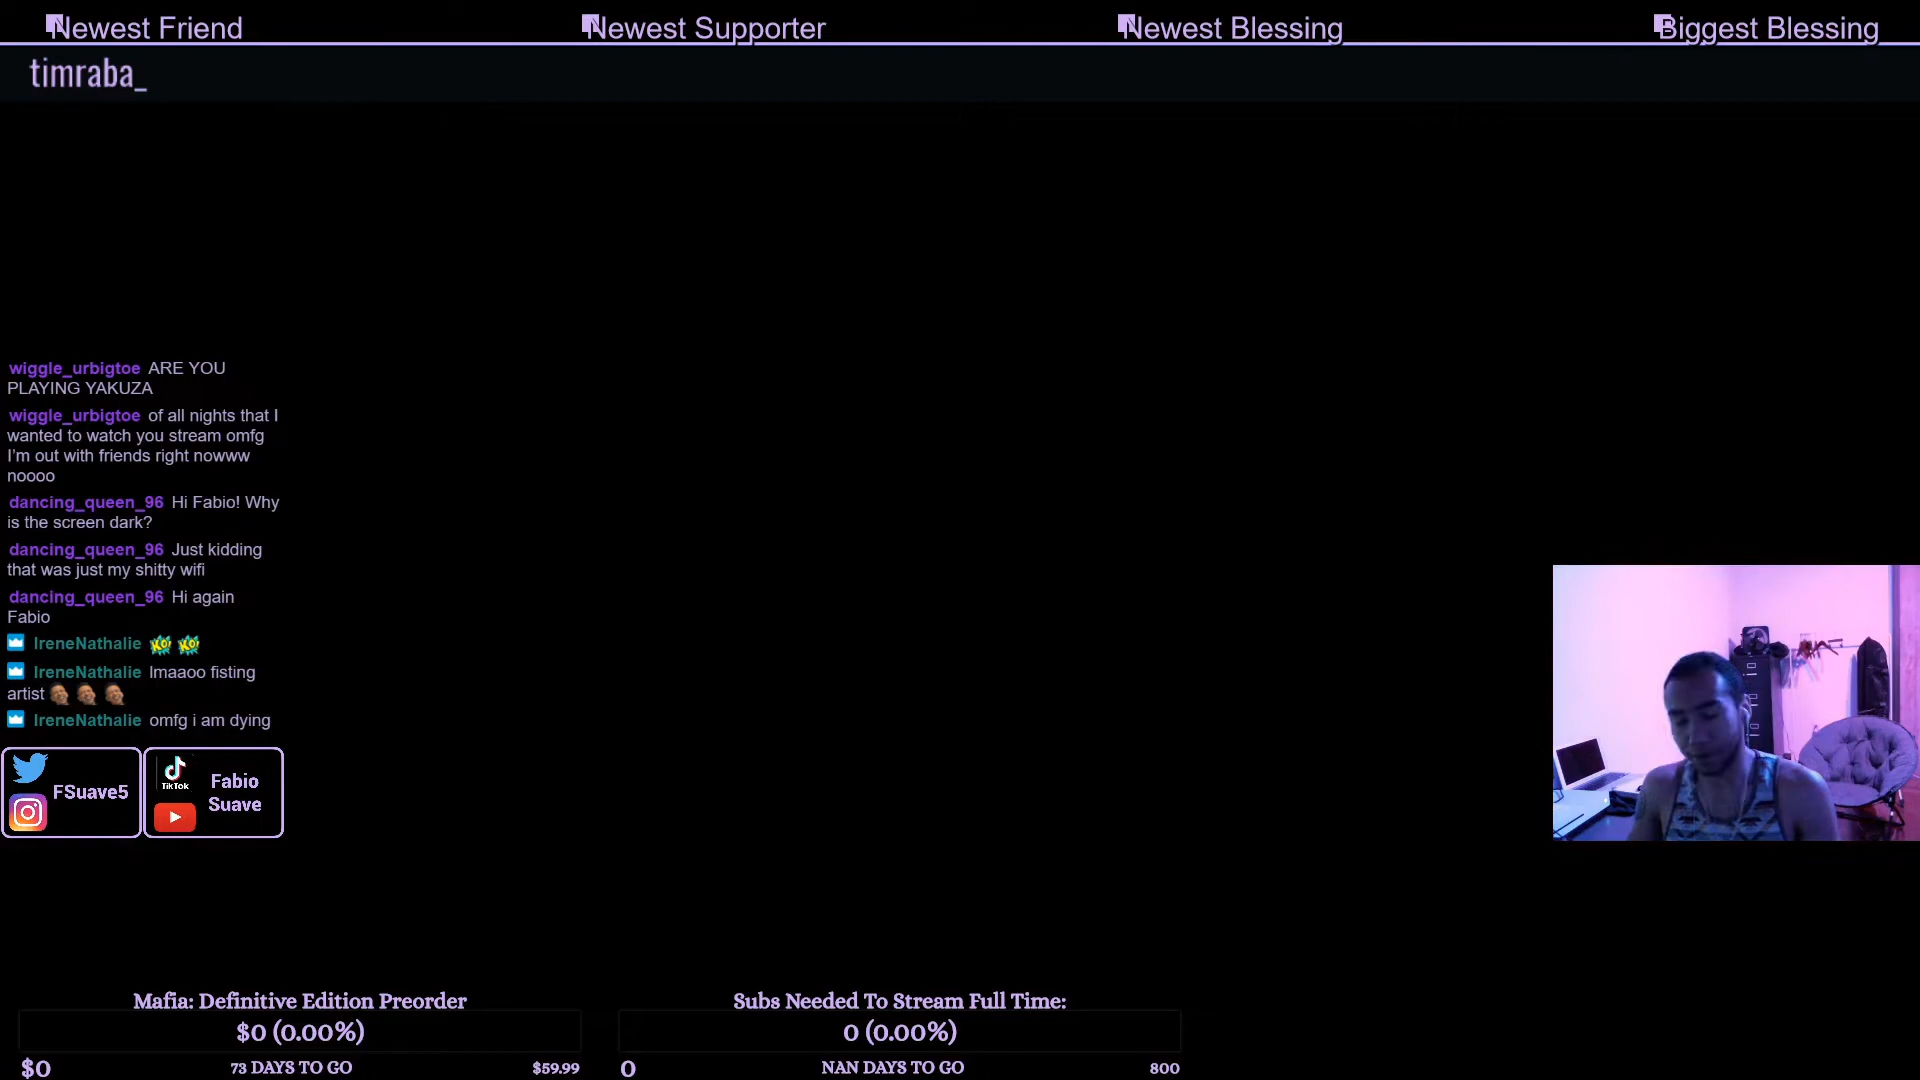 Newest Friend
Newest Supporter
Newest Blessing
Biggest Blessing
timraba_
wiggle_urbigtoe ARE YOU
PLAYING YAKUZA
wiggle_urbigtoe of all nights that I
wanted to watch you stream omfg
I'm out with friends right nowww
noooo
dancing_queen_96 Hi Fabio! Why
is the screen dark?
dancing_queen_96 Just kidding
that was just my shitty wifi
dancing_queen_96 Hi again
Fabio
IreneNathalie KO! KO!
IreneNathalie lmaaoo fisting
artist
IreneNathalie omfg i am dying
FSuave5
TikTok
Fabio
Suave
Mafia: Definitive Edition Preorder
$0 (0.00%)
$0
73 DAYS TO GO
$59.99
Subs Needed To Stream Full Time:
0 (0.00%)
0
NAN DAYS TO GO
800